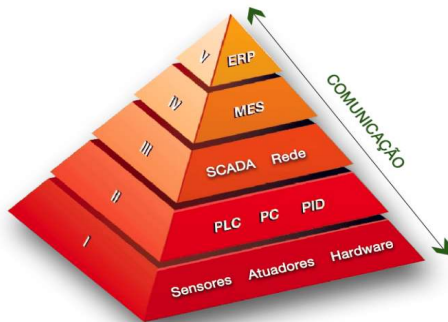 V ERP
IV MES
III SCADA Rede
II PLC PC PID
I Sensores Atuadores Hardware
COMUNICAÇÃO